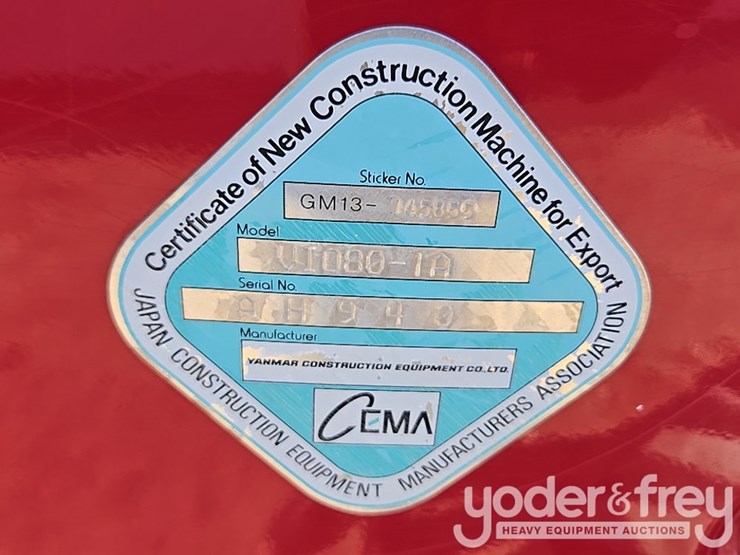 Certificate of New Construction Machine for Export
Sticker No.
GM13-
Model
VIO80-1A
Serial No.
AH940
Manufacturer
YANMAR CONSTRUCTION EQUIPMENT CO.,LTD.
CEMA
JAPAN CONSTRUCTION EQUIPMENT MANUFACTURERS ASSOCIATION
yoder&frey
HEAVY EQUIPMENT AUCTIONS